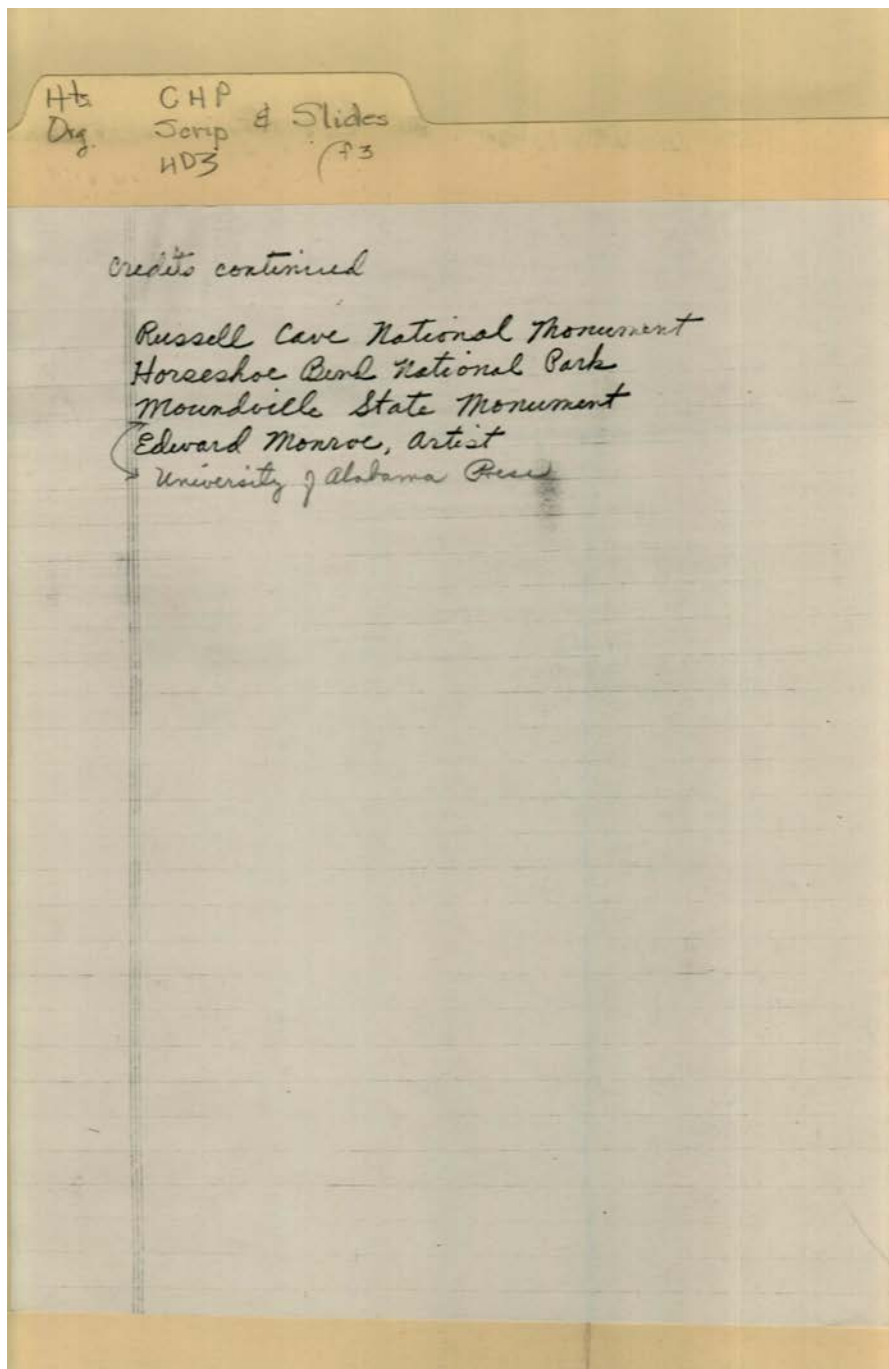 Hts. CHP
Org. Scrip & Slides
HD3 (f3
Credits continued
Russell Cave National Monument
Horseshoe Bend National Park
Moundville State Monument
Edward Monroe, Artist
University of Alabama Press